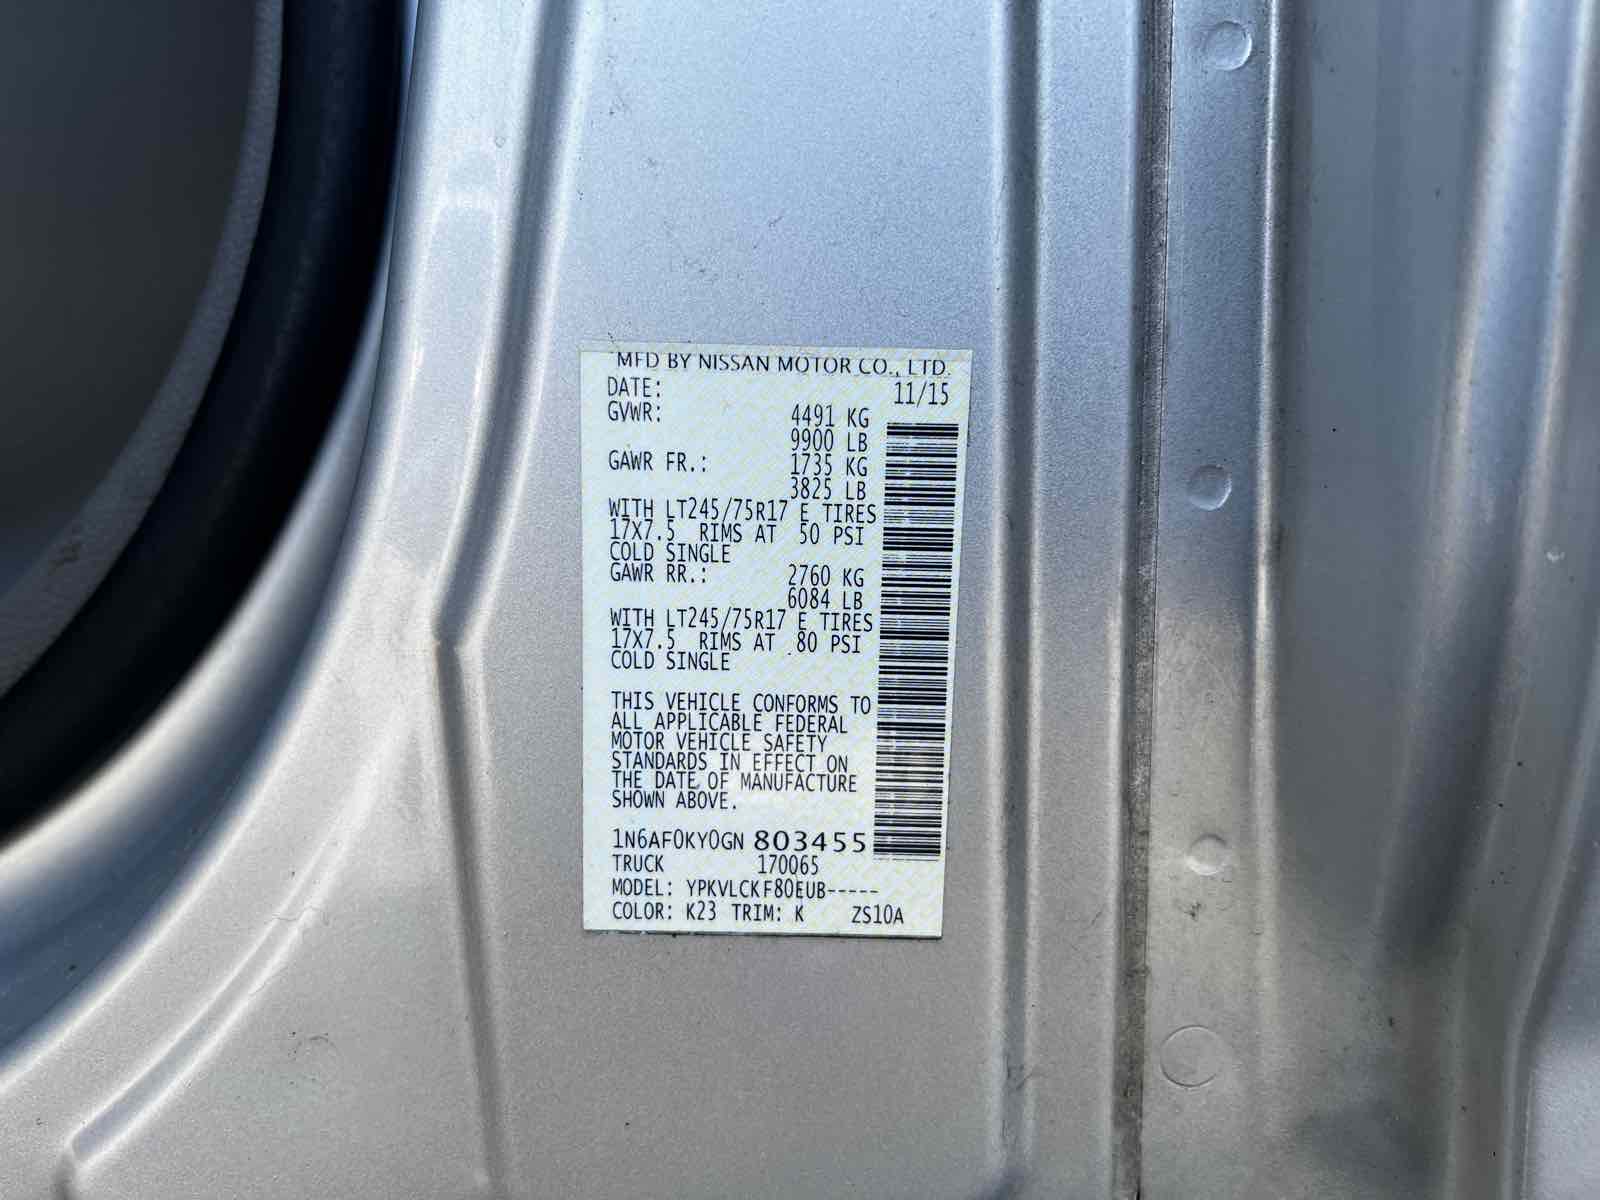 MFD BY NISSAN MOTOR CO., LTD.
DATE: 11/15
GVWR: 4491 KG
9900 LB
GAWR FR.: 1735 KG
3825 LB
WITH LT245/75R17 E TIRES
17X7.5 RIMS AT 50 PSI
COLD SINGLE
GAWR RR.: 2760 KG
6084 LB
WITH LT245/75R17 E TIRES
17X7.5 RIMS AT 80 PSI
COLD SINGLE
THIS VEHICLE CONFORMS TO
ALL APPLICABLE FEDERAL
MOTOR VEHICLE SAFETY
STANDARDS IN EFFECT ON
THE DATE OF MANUFACTURE
SHOWN ABOVE.
1N6AF0KY0GN 803455
TRUCK 170065
MODEL: YPKVLCKF80EUB-----
COLOR: K23 TRIM: K ZS10A